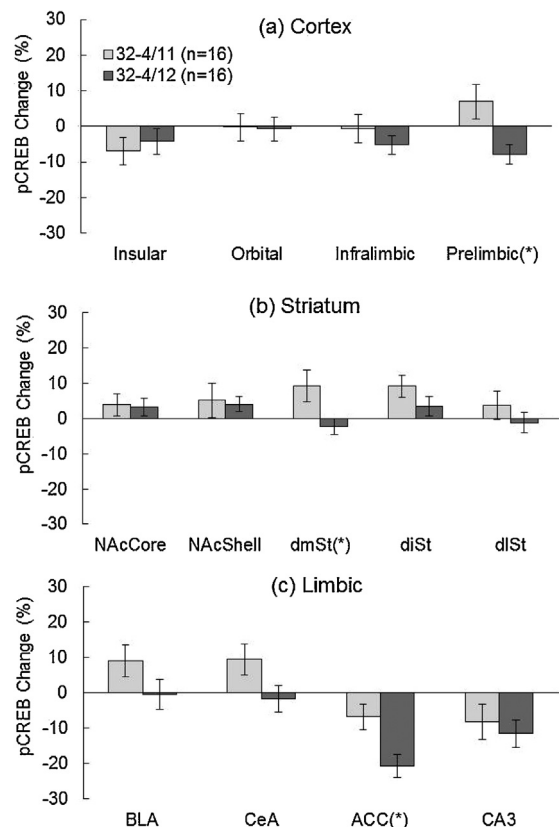 (a) Cortex
32-4/11 (n=16)
32-4/12 (n=16)
pCREB Change (%)
30
20
10
0
-10
-20
-30
Insular Orbital Infralimbic Prelimbic(*)
(b) Striatum
pCREB Change (%)
30
20
10
0
-10
-20
-30
NAcCore NAcShell dmSt(*) diSt dlSt
(c) Limbic
pCREB Change (%)
30
20
10
0
-10
-20
-30
BLA CeA ACC(*) CA3